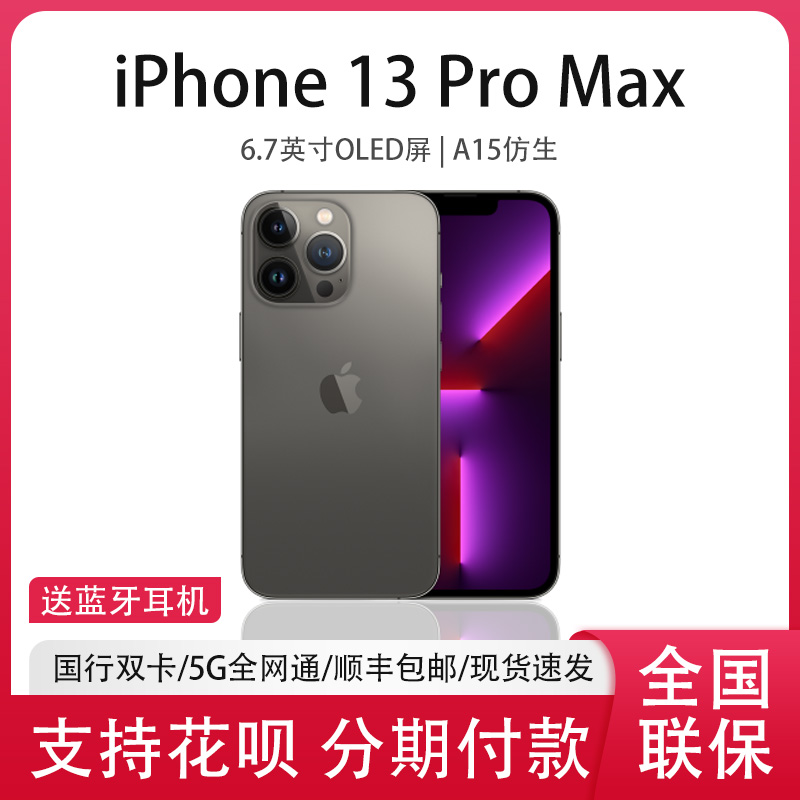 iPhone 13 Pro Max
6.7英寸OLED屏 | A15仿生
送蓝牙耳机
国行双卡/5G全网通/顺丰包邮/现货速发
支持花呗 分期付款
全国
联保